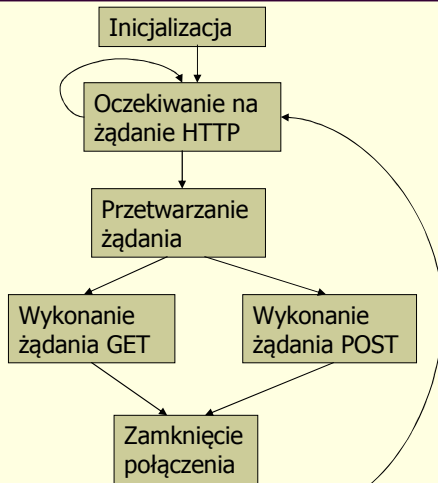 Inicjalizacja
Oczekiwanie na
żądanie HTTP
Przetwarzanie
żądania
Wykonanie
żądania GET
Wykonanie
żądania POST
Zamknięcie
połączenia